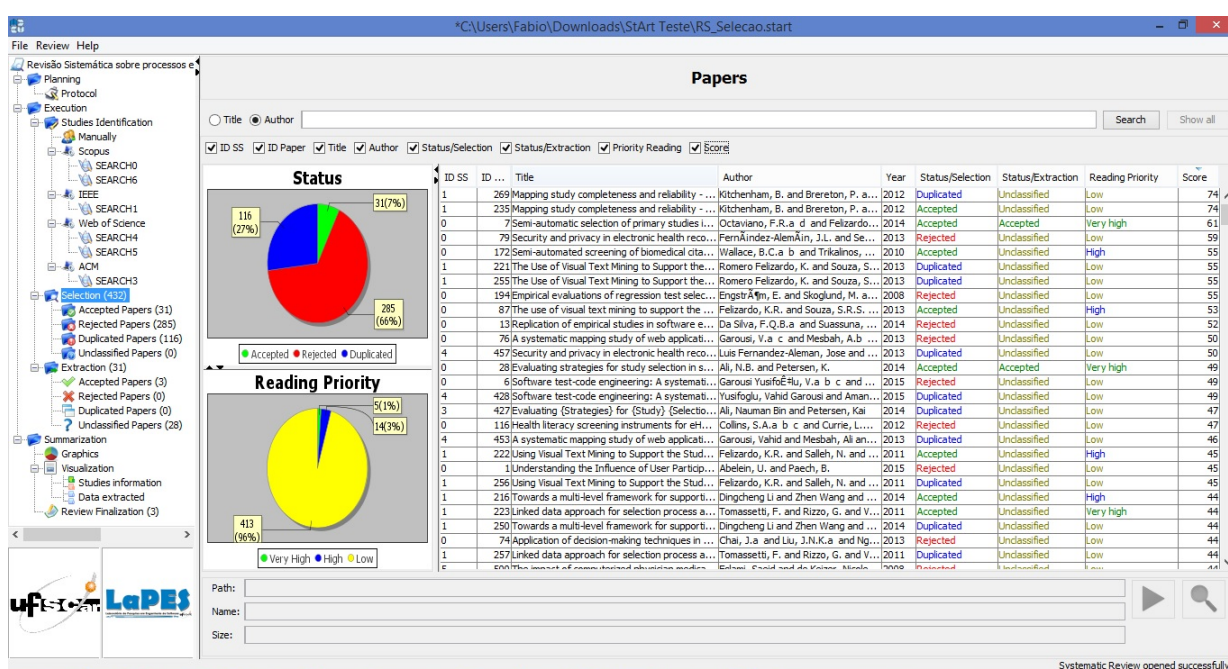 *C:\Users\Fabio\Downloads\StArt Teste\RS_Selecao.start
File Review Help
Revisão Sistemática sobre processos e
Planning
Protocol
Execution
Studies Identification
Manually
Scopus
SEARCH0
SEARCH6
IEEE
SEARCH1
Web of Science
SEARCH4
SEARCH5
ACM
SEARCH3
Selection (432)
Accepted Papers (31)
Rejected Papers (285)
Duplicated Papers (116)
Unclassified Papers (0)
Extraction (31)
Accepted Papers (3)
Rejected Papers (0)
Duplicated Papers (0)
Unclassified Papers (28)
Summarization
Graphics
Visualization
Studies information
Data extracted
Review Finalization (3)
ufscar LaPES
Papers
Title Author Search Show all
ID SS ID Paper Title Author Status/Selection Status/Extraction Priority Reading Score
Status
31(7%)
116
(27%)
285
(66%)
Accepted Rejected Duplicated
Reading Priority
5(1%)
14(3%)
413
(96%)
Very High High Low
ID SS ID ... Title Author Year Status/Selection Status/Extraction Reading Priority Score
1 269 Mapping study completeness and reliability - ... Kitchenham, B. and Brereton, P. a... 2012 Duplicated Unclassified Low 74
1 235 Mapping study completeness and reliability - ... Kitchenham, B. and Brereton, P. a... 2012 Accepted Unclassified Low 74
0 7 Semi-automatic selection of primary studies i... Octaviano, F.R.a d and Felizardo... 2014 Accepted Accepted Very high 61
0 79 Security and privacy in electronic health reco... FernÃindez-AlemÃin, J.L. and Se... 2013 Rejected Unclassified Low 59
0 172 Semi-automated screening of biomedical cita... Wallace, B.C.a b and Trikalinos, ... 2010 Accepted Unclassified High 55
1 221 The Use of Visual Text Mining to Support the... Romero Felizardo, K. and Souza, S... 2013 Duplicated Unclassified Low 55
1 255 The Use of Visual Text Mining to Support the... Romero Felizardo, K. and Souza, S... 2013 Duplicated Unclassified Low 55
0 194 Empirical evaluations of regression test selec... EngstrÃ¶m, E. and Skoglund, M. a... 2008 Rejected Unclassified Low 55
0 87 The use of visual text mining to support the ... Felizardo, K.R. and Souza, S.R.S. ... 2013 Accepted Unclassified High 53
0 13 Replication of empirical studies in software e... Da Silva, F.Q.B.a and Suassuna, ... 2014 Rejected Unclassified Low 52
0 76 A systematic mapping study of web applicati... Garousi, V.a c and Mesbah, A.b ... 2013 Rejected Unclassified Low 50
4 457 Security and privacy in electronic health reco... Luis Fernandez-Aleman, Jose and ... 2013 Duplicated Unclassified Low 50
0 28 Evaluating strategies for study selection in s... Ali, N.B. and Petersen, K. 2014 Accepted Accepted Very high 49
0 6 Software test-code engineering: A systemati... Garousi 2015 Rejected Unclassified Low 49
4 428 Software test-code engineering: A systemati... Yusifoglu, Vahid Garousi and Aman... 2015 Duplicated Unclassified Low 49
3 427 Evaluating {Strategies} for {Study} {Selectio... Ali, Nauman Bin and Petersen, Kai 2014 Duplicated Unclassified Low 47
0 116 Health literacy screening instruments for eH... Collins, S.A.a b c and Currie, L.... 2012 Rejected Unclassified Low 47
4 453 A systematic mapping study of web applicati... Garousi, Vahid and Mesbah, Ali an... 2013 Duplicated Unclassified Low 46
1 222 Using Visual Text Mining to Support the Stud... Felizardo, K.R. and Salleh, N. and ... 2011 Accepted Unclassified High 45
0 1 Understanding the Influence of User Particip... Abelein, U. and Paech, B. 2015 Rejected Unclassified Low 45
1 256 Using Visual Text Mining to Support the Stud... Felizardo, K.R. and Salleh, N. and ... 2011 Duplicated Unclassified Low 45
1 216 Towards a multi-level framework for supporti... Dingcheng Li and Zhen Wang and ... 2014 Accepted Unclassified High 44
1 223 Linked data approach for selection process a... Tomassetti, F. and Rizzo, G. and V... 2011 Accepted Unclassified Very high 44
1 250 Towards a multi-level framework for supporti... Dingcheng Li and Zhen Wang and ... 2014 Duplicated Unclassified Low 44
0 74 Application of decision-making techniques in ... Chai, J.a and Liu, J.N.K.a and Ng... 2013 Rejected Unclassified Low 44
1 257 Linked data approach for selection process a... Tomassetti, F. and Rizzo, G. and V... 2011 Duplicated Unclassified Low 44
Path:
Name:
Size:
Systematic Review opened successfully